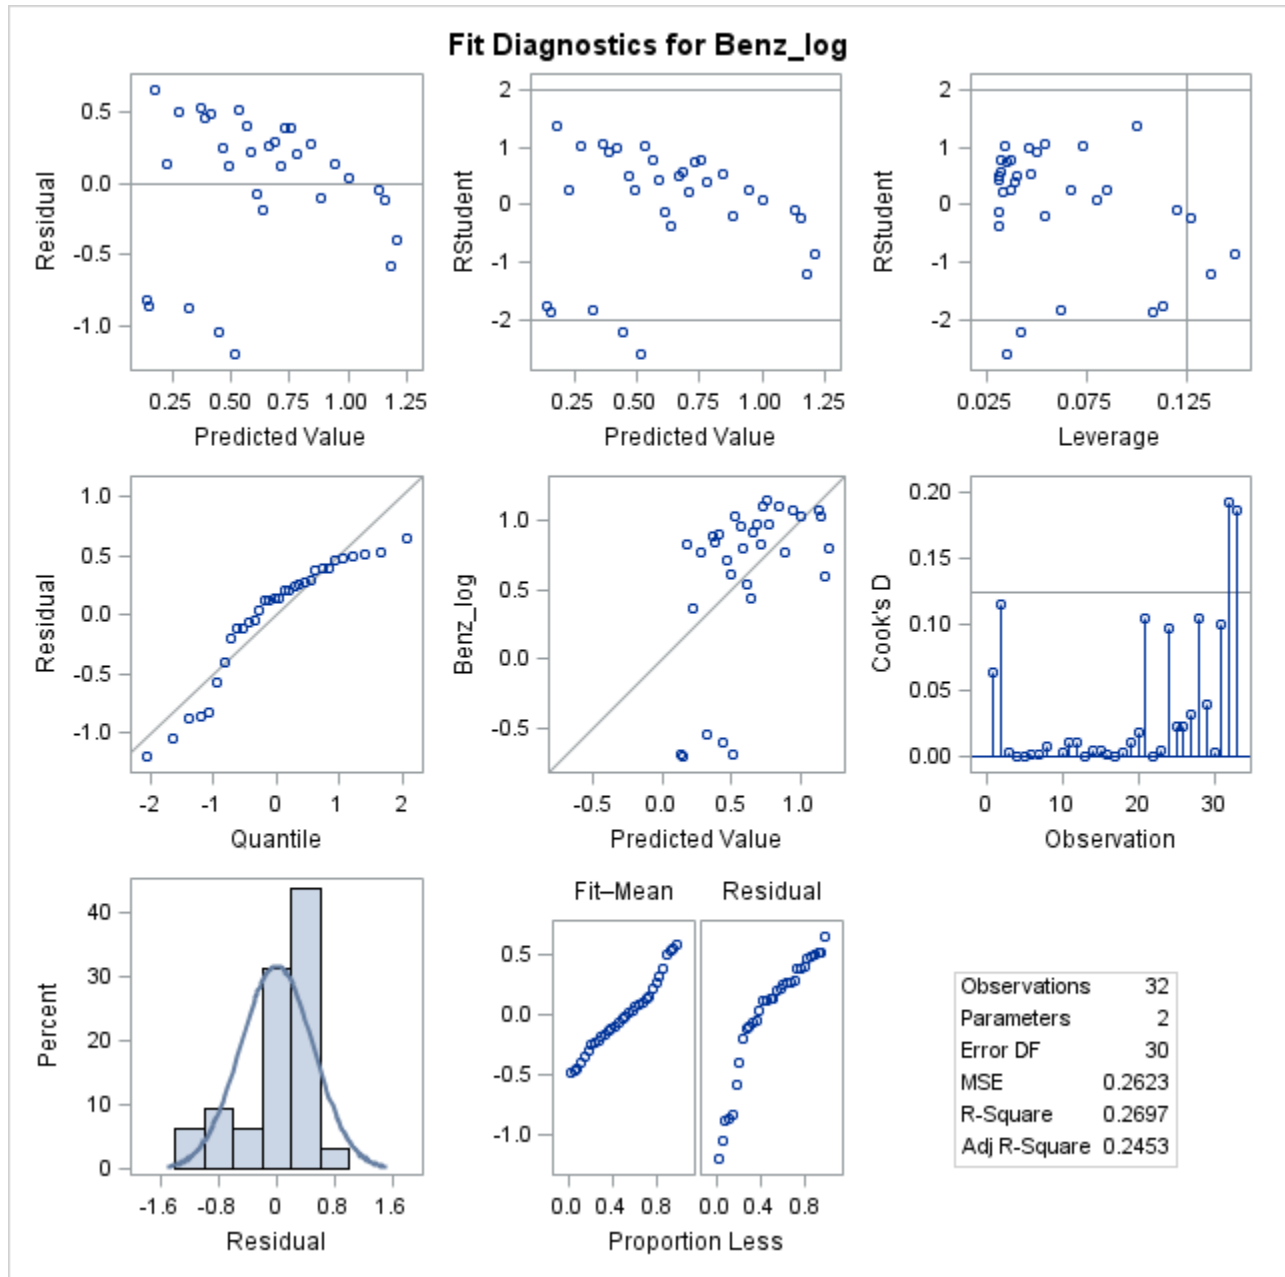 Fit Diagnostics for Benz_log
Residual
0.5
0.0
-0.5
-1.0
0.25 0.50 0.75 1.00 1.25
Predicted Value
RStudent
2
1
0
-1
-2
0.25 0.50 0.75 1.00 1.25
Predicted Value
RStudent
2
1
0
-1
-2
0.025 0.075 0.125
Leverage
Residual
1.0
0.5
0.0
-0.5
-1.0
-2 -1 0 1 2
Quantile
Benz_log
1.0
0.5
0.0
-0.5
-0.5 0.0 0.5 1.0
Predicted Value
Cook's D
0.20
0.15
0.10
0.05
0.00
0 10 20 30
Observation
Percent
40
30
20
10
0
-1.6 -0.8 0 0.8 1.6
Residual
Fit–Mean Residual
0.5
0.0
-0.5
-1.0
0.0 0.4 0.8 0.0 0.4 0.8
Proportion Less
Observations 32
Parameters 2
Error DF 30
MSE 0.2623
R-Square 0.2697
Adj R-Square 0.2453